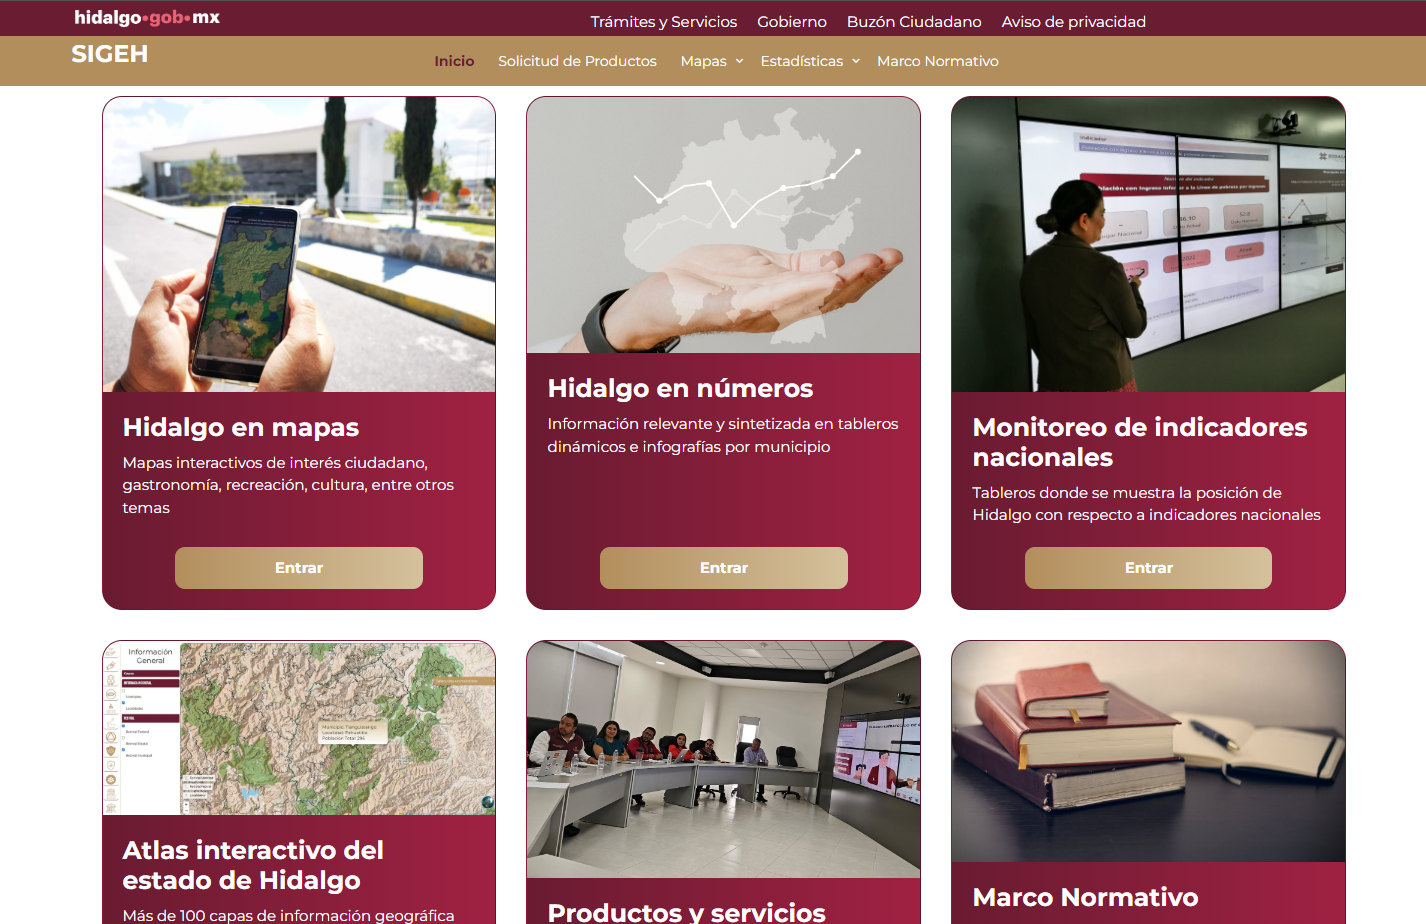 hidalgo•gob•mx
Trámites y Servicios Gobierno Buzón Ciudadano Aviso de privacidad
SIGEH
Inicio Solicitud de Productos Mapas Estadísticas Marco Normativo
Hidalgo en mapas
Mapas interactivos de interés ciudadano,
gastronomía, recreación, cultura, entre otros
temas
Entrar
Hidalgo en números
Información relevante y sintetizada en tableros
dinámicos e infografías por municipio
Entrar
Monitoreo de indicadores
nacionales
Tableros donde se muestra la posición de
Hidalgo con respecto a indicadores nacionales
Entrar
Información
General
Atlas interactivo del
estado de Hidalgo
Más de 100 capas de información geográfica
Productos y servicios
Marco Normativo